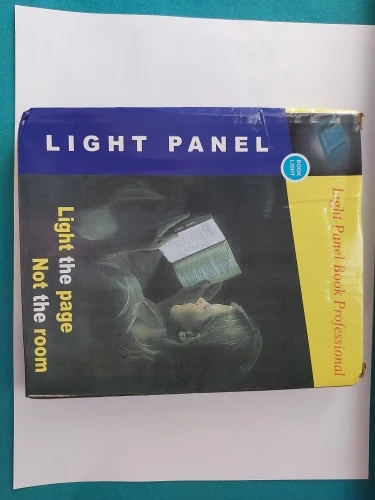 LIGHT PANEL
BOOK
LIGHT
Light Panel Book Professional
Light the page
Not the room